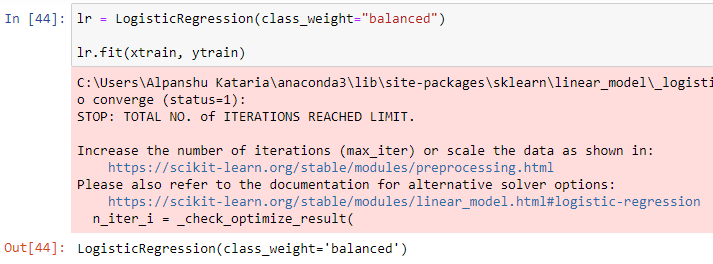 In [44]: lr = LogisticRegression(class_weight="balanced")
lr.fit(xtrain, ytrain)
C:\Users\Alpanshu Kataria\anaconda3\lib\site-packages\sklearn\linear_model\_logisti
o converge (status=1):
STOP: TOTAL NO. of ITERATIONS REACHED LIMIT.
Increase the number of iterations (max_iter) or scale the data as shown in:
https://scikit-learn.org/stable/modules/preprocessing.html
Please also refer to the documentation for alternative solver options:
https://scikit-learn.org/stable/modules/linear_model.html#logistic-regression
n_iter_i = _check_optimize_result(
Out[44]: LogisticRegression(class_weight='balanced')